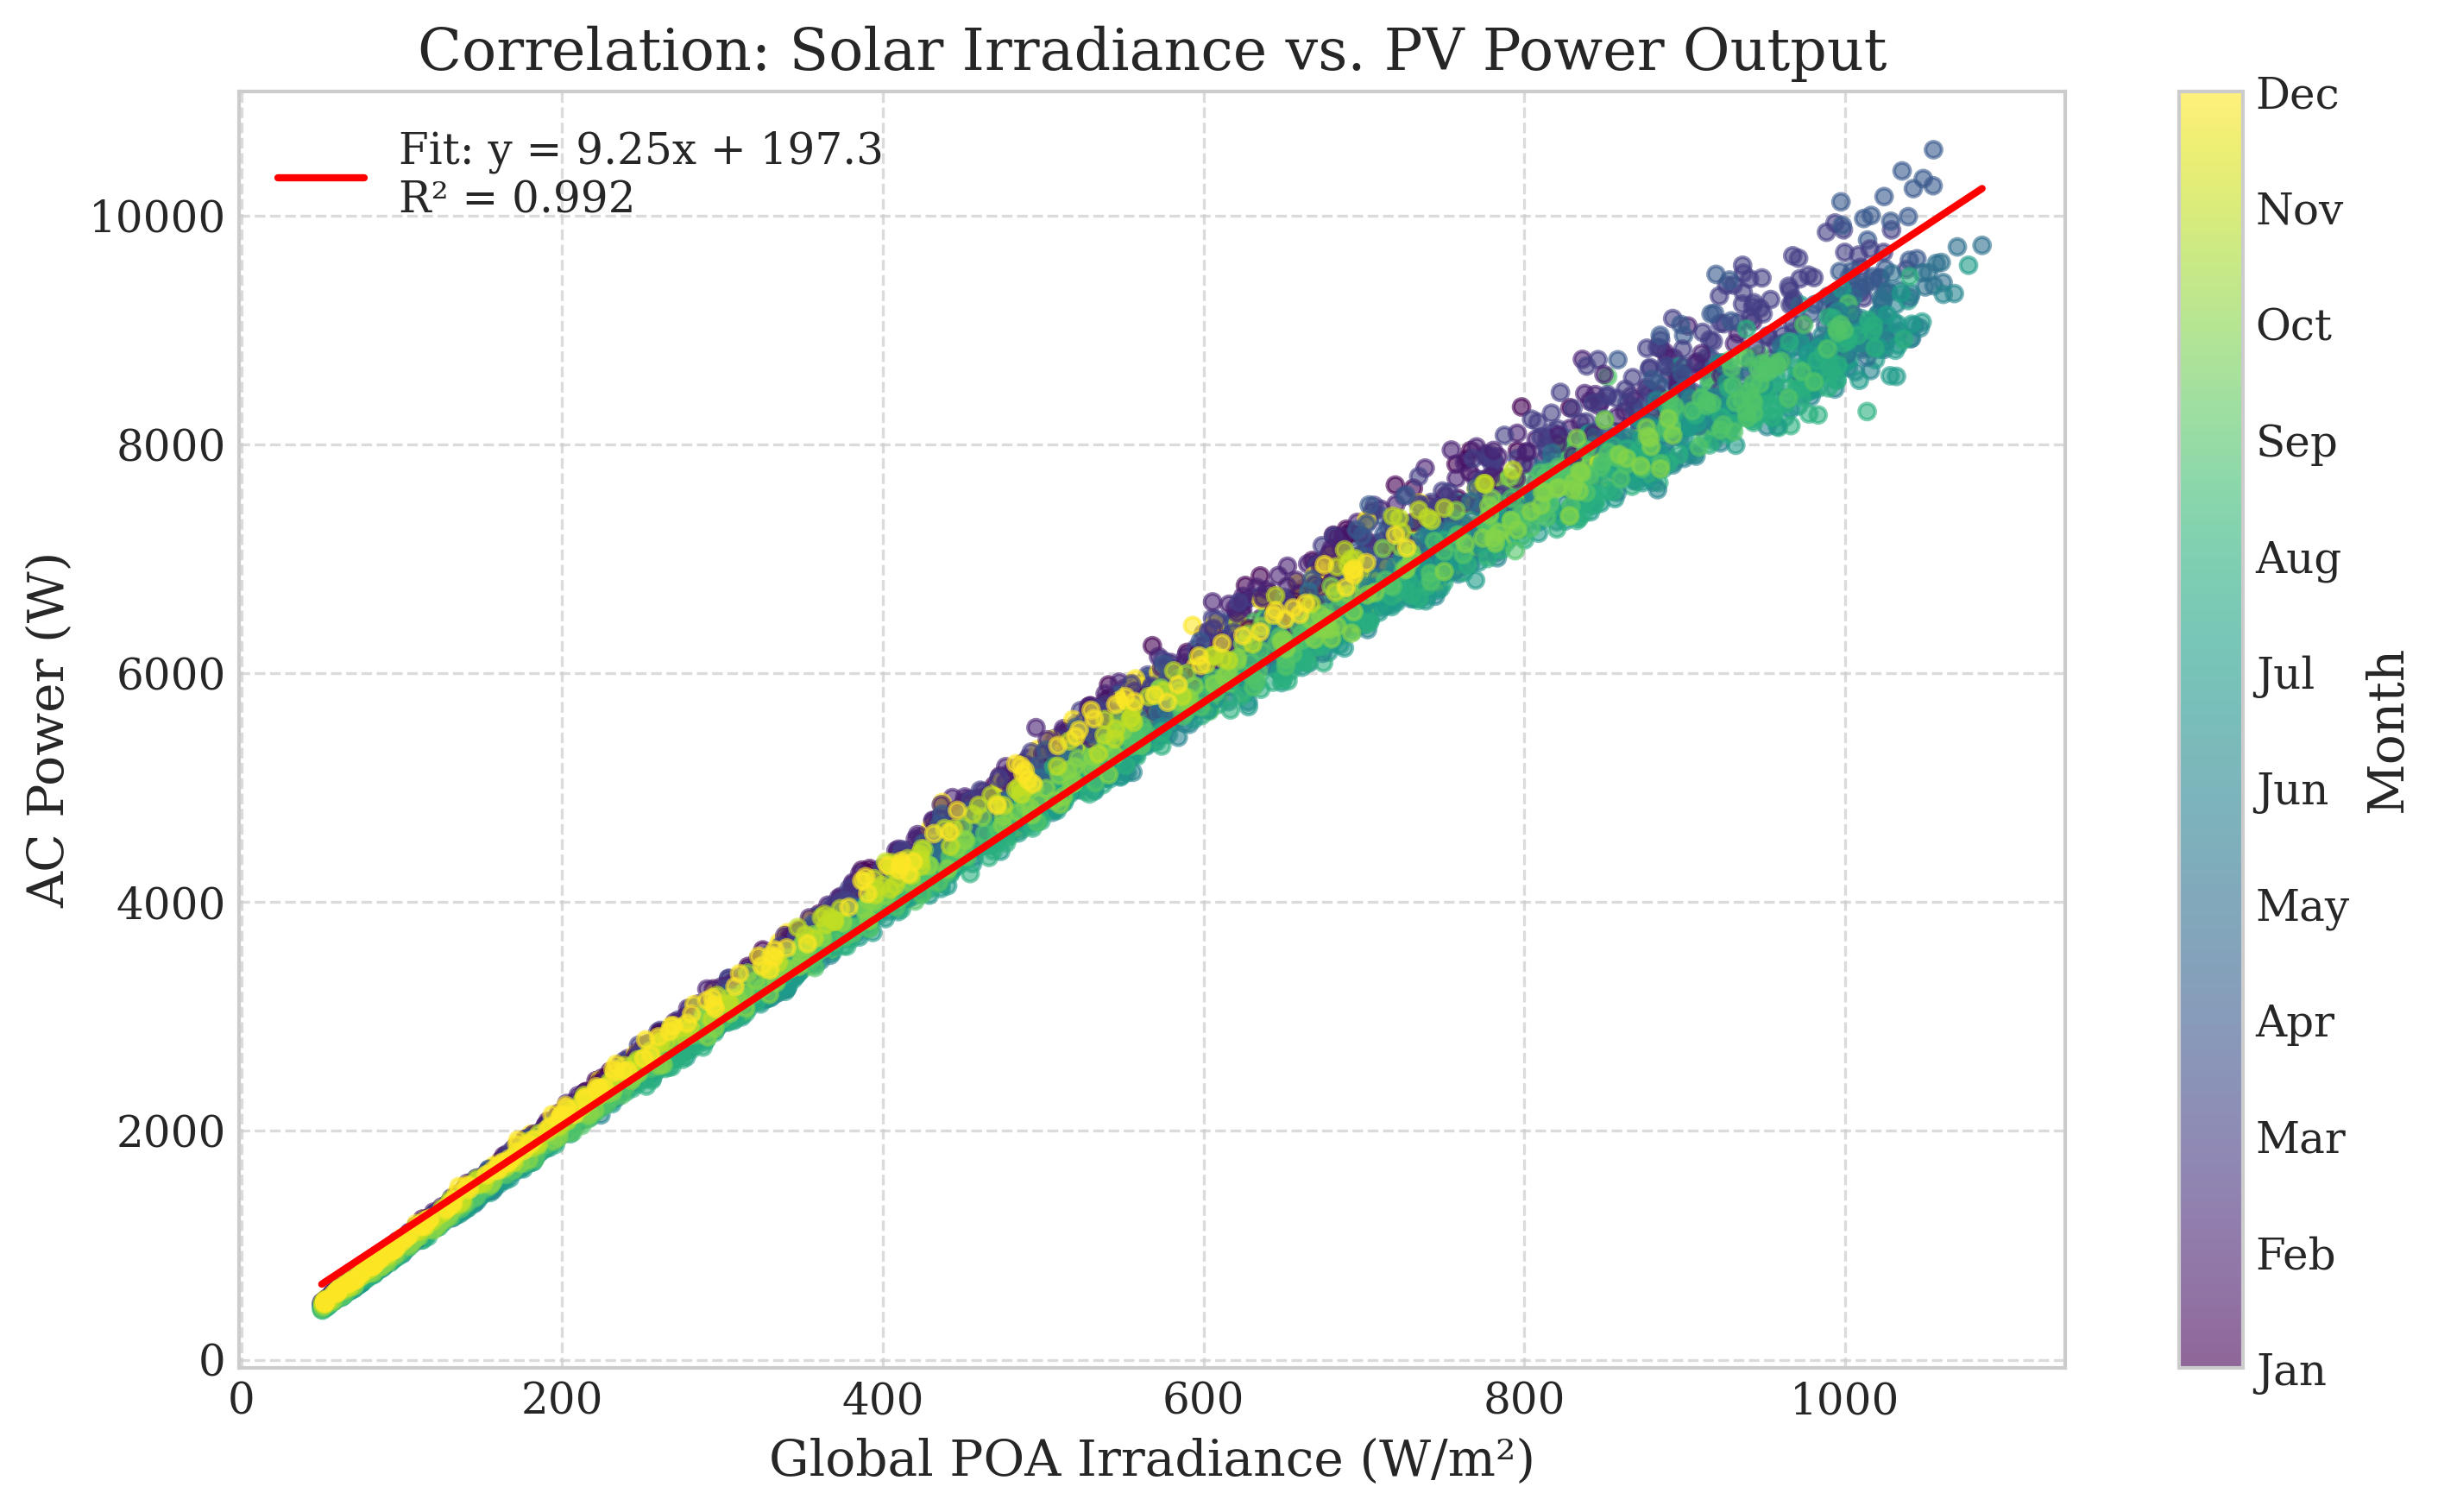 Correlation: Solar Irradiance vs. PV Power Output
Fit: y = 9.25x + 197.3
R² = 0.992
10000
8000
6000
4000
2000
0
AC Power (W)
0 200 400 600 800 1000
Global POA Irradiance (W/m²)
Dec
Nov
Oct
Sep
Aug
Jul
Jun
May
Apr
Mar
Feb
Jan
Month